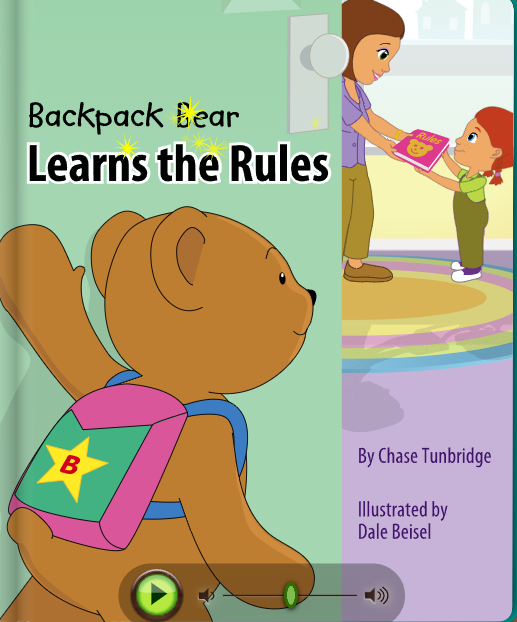 Backpack Bear
Learns the Rules
Rules
B
By Chase Tunbridge
Illustrated by
Dale Beisel